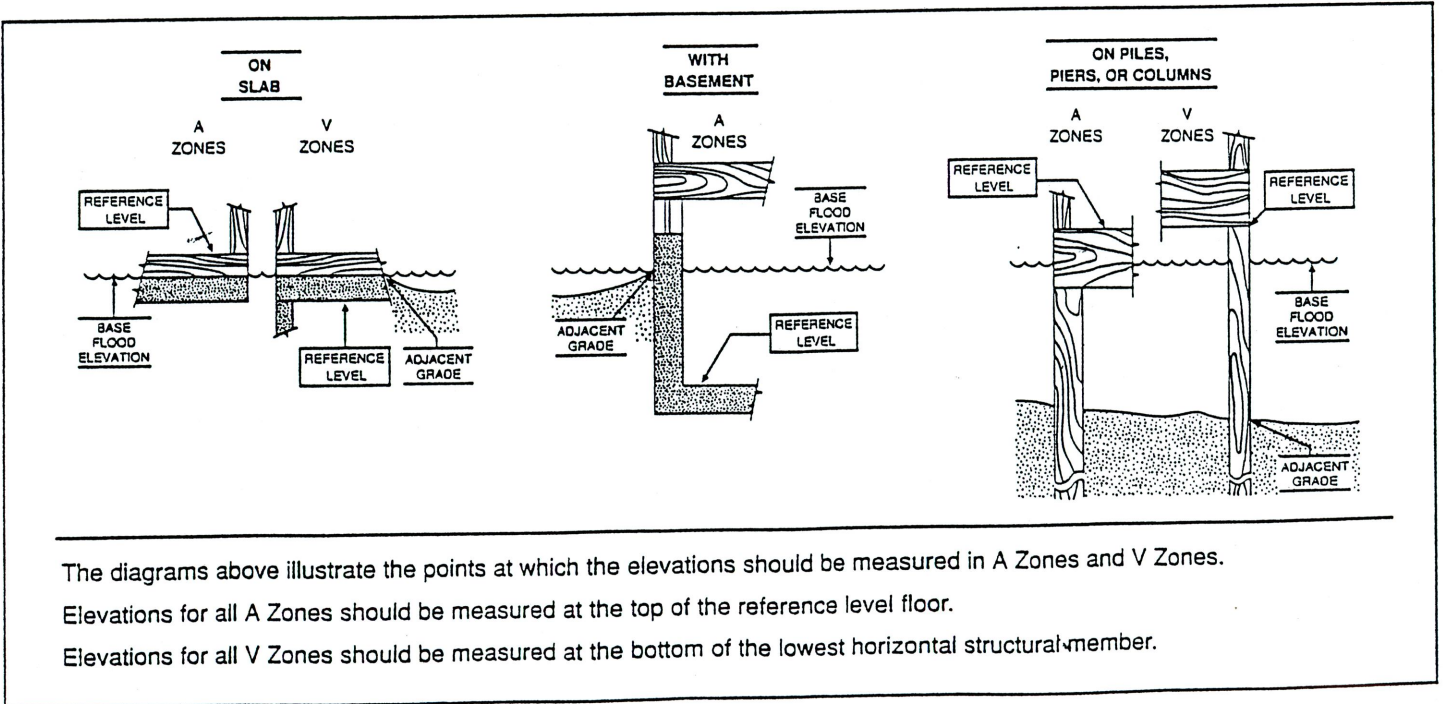 ON
SLAB
A
ZONES
V
ZONES
REFERENCE
LEVEL
BASE
FLOOD
ELEVATION
REFERENCE
LEVEL
ADJACENT
GRADE
WITH
BASEMENT
A
ZONES
BASE
FLOOD
ELEVATION
ADJACENT
GRADE
REFERENCE
LEVEL
ON PILES,
PIERS, OR COLUMNS
A
ZONES
V
ZONES
REFERENCE
LEVEL
REFERENCE
LEVEL
BASE
FLOOD
ELEVATION
ADJACENT
GRADE
The diagrams above illustrate the points at which the elevations should be measured in A Zones and V Zones.
Elevations for all A Zones should be measured at the top of the reference level floor.
Elevations for all V Zones should be measured at the bottom of the lowest horizontal structural member.